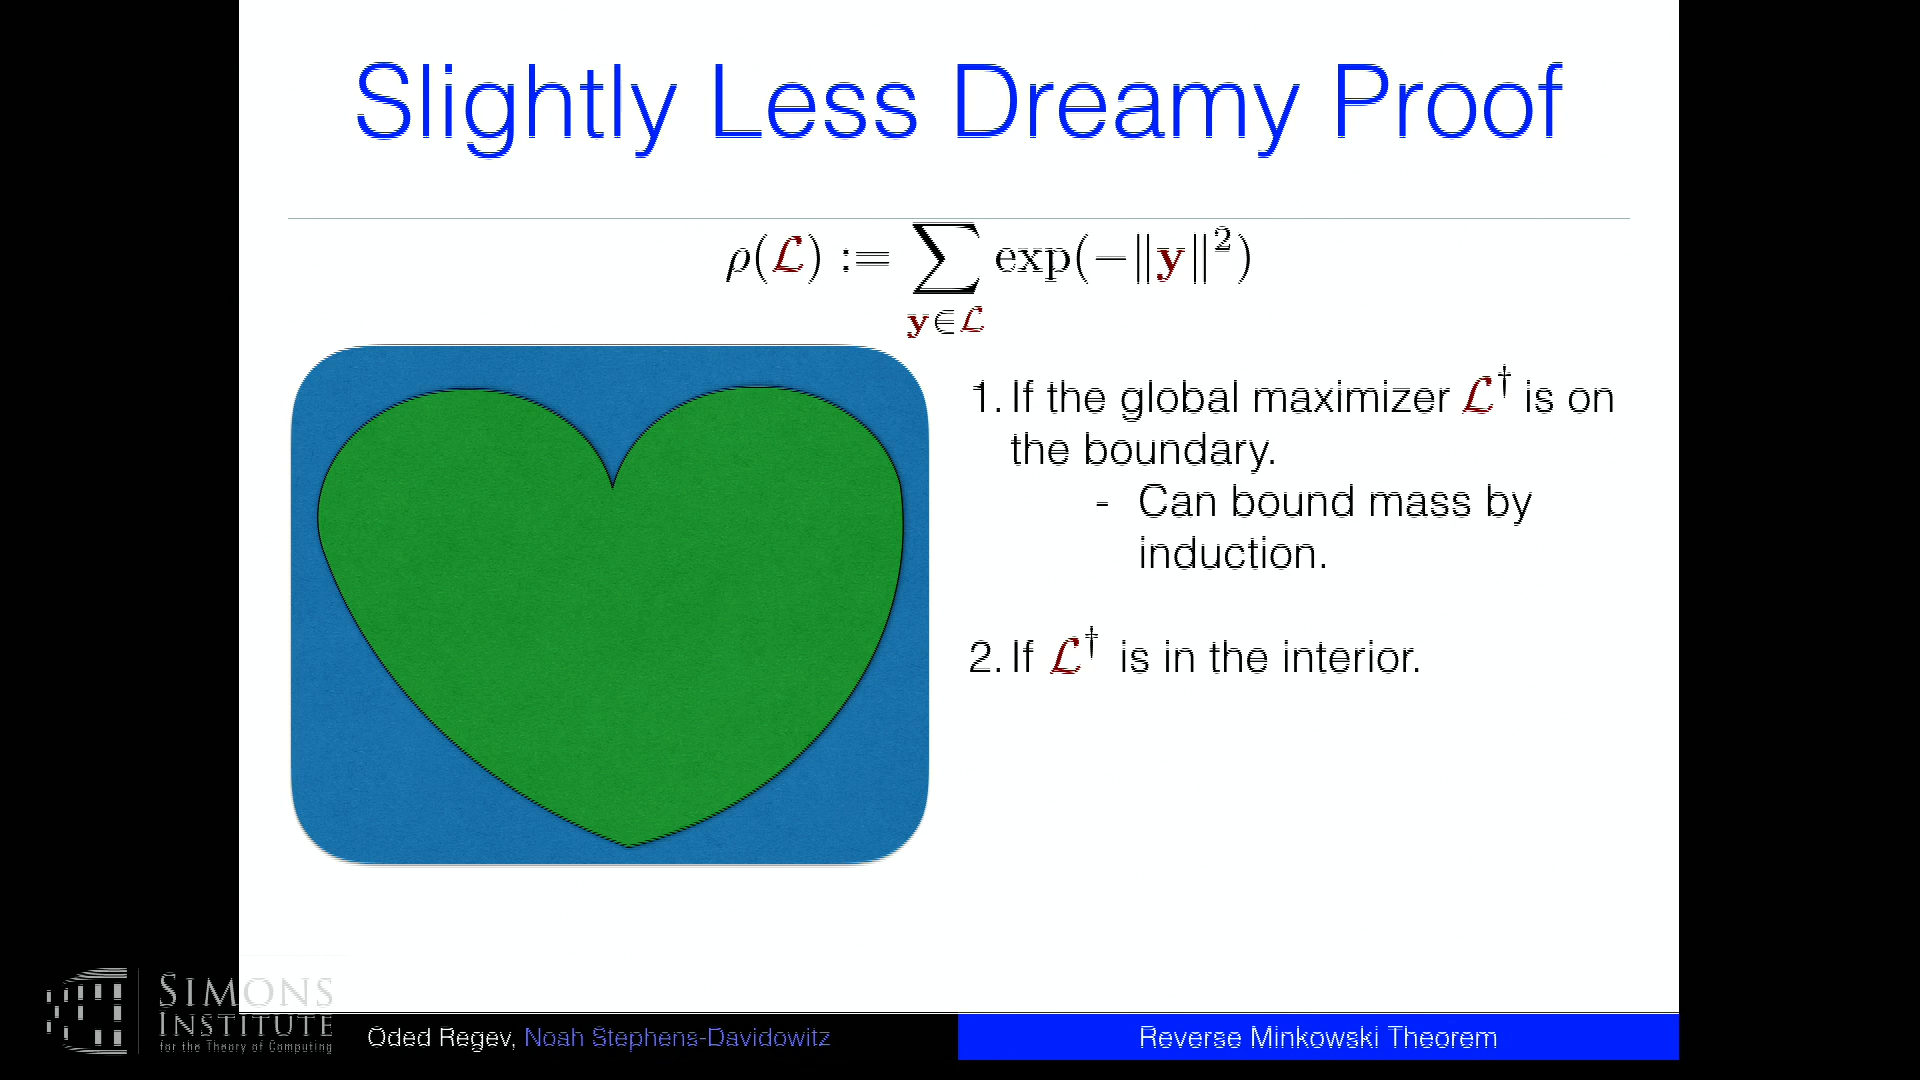 Slightly Less Dreamy Proof
ρ(ℒ) := ∑ exp(−‖y‖²)
y∈ℒ
1. If the global maximizer ℒ† is on
the boundary.
- Can bound mass by
induction.
2. If ℒ† is in the interior.
SIMONS
INSTITUTE
for the Theory of Computing
Oded Regev, Noah Stephens-Davidowitz
Reverse Minkowski Theorem